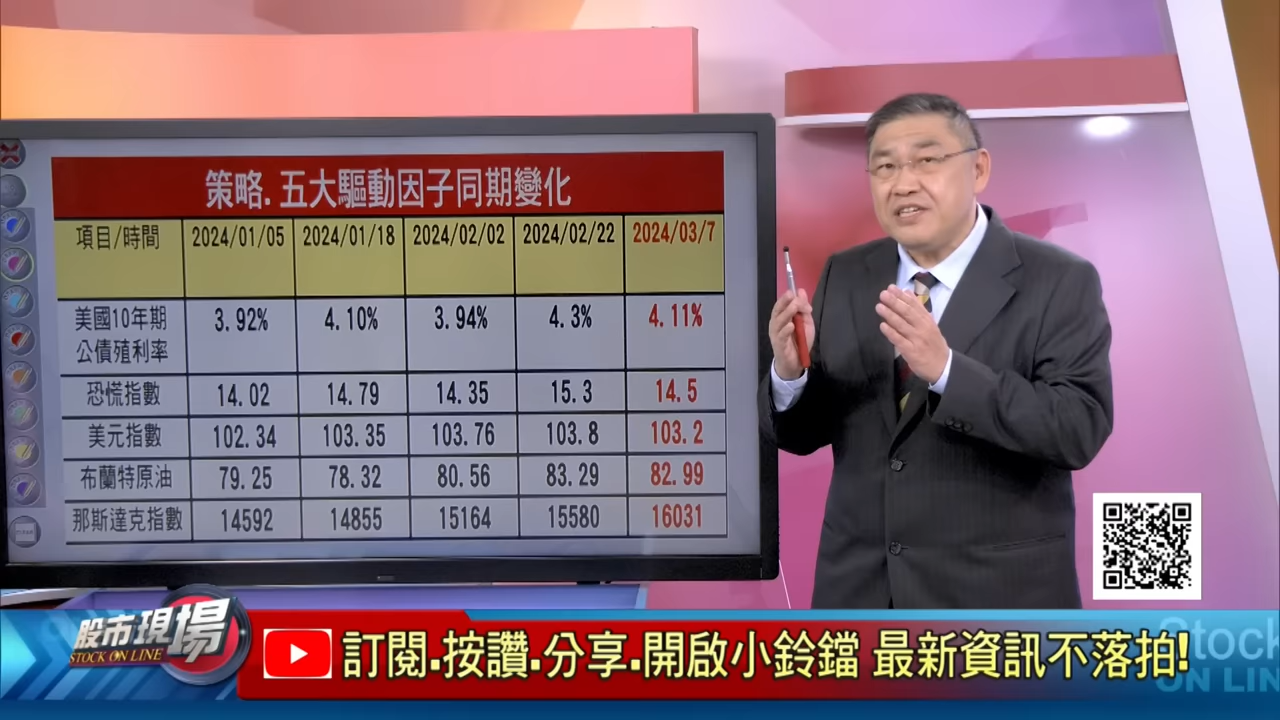 策略.五大驅動因子同期變化
項目/時間 2024/01/05 2024/01/18 2024/02/02 2024/02/22 2024/03/7
美國10年期公債殖利率 3.92% 4.10% 3.94% 4.3% 4.11%
恐慌指數 14.02 14.79 14.35 15.3 14.5
美元指數 102.34 103.35 103.76 103.8 103.2
布蘭特原油 79.25 78.32 80.56 83.29 82.99
那斯達克指數 14592 14855 15164 15580 16031
股市現場
STOCK ON LINE
訂閱.按讚.分享.開啟小鈴鐺 最新資訊不落拍!
Stock
ON LIN